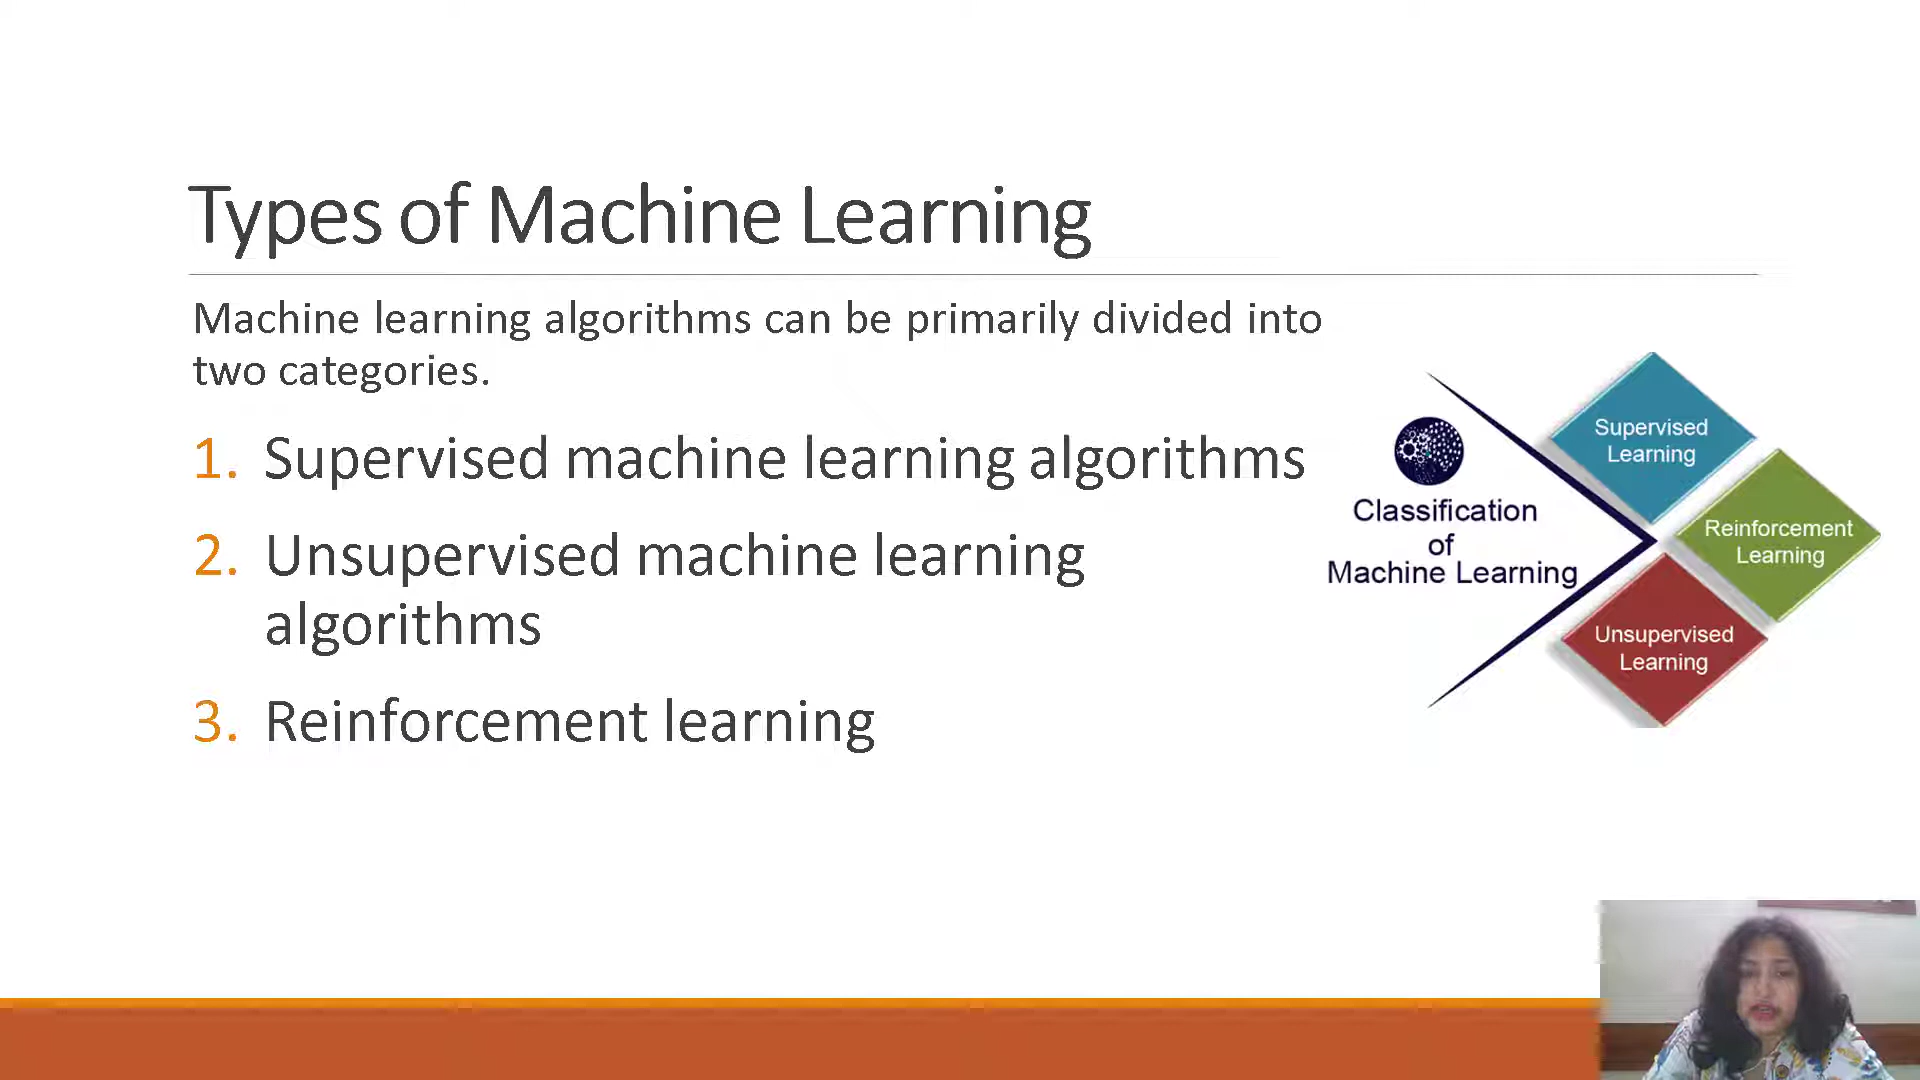 Types of Machine Learning
Machine learning algorithms can be primarily divided into
two categories.
1. Supervised machine learning algorithms
2. Unsupervised machine learning
algorithms
3. Reinforcement learning
Classification
of
Machine Learning
Supervised
Learning
Reinforcement
Learning
Unsupervised
Learning